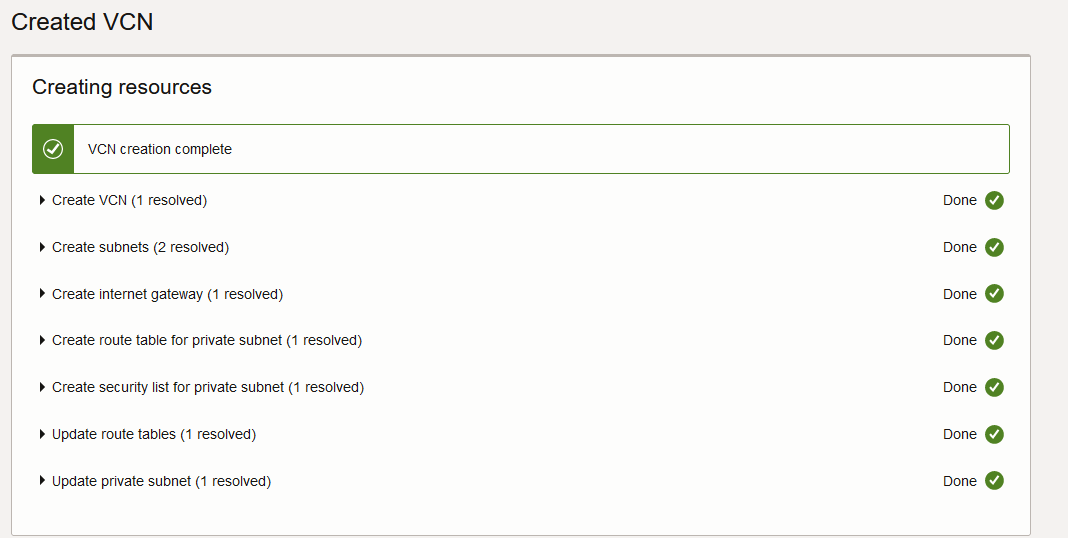 Created VCN
Creating resources
VCN creation complete
Create VCN (1 resolved) Done
Create subnets (2 resolved) Done
Create internet gateway (1 resolved) Done
Create route table for private subnet (1 resolved) Done
Create security list for private subnet (1 resolved) Done
Update route tables (1 resolved) Done
Update private subnet (1 resolved) Done